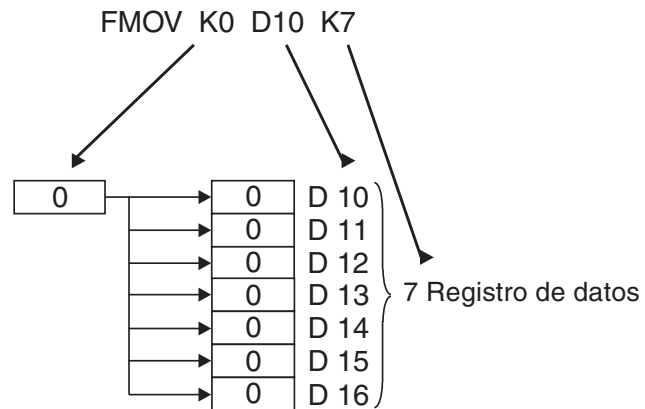 FMOV K0 D10 K7
0 0 D 10
0 D 11
0 D 12
0 D 13 7 Registro de datos
0 D 14
0 D 15
0 D 16